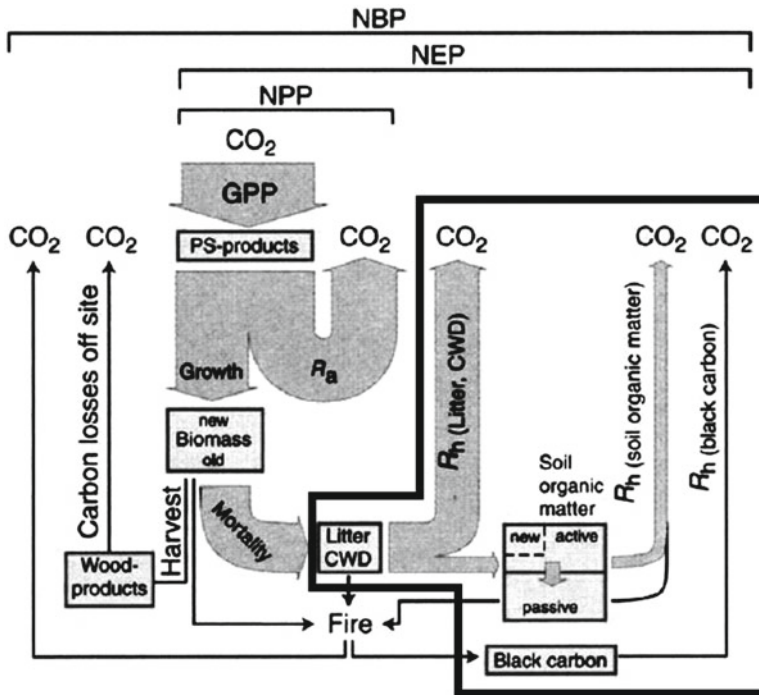 NBP
NEP
NPP
CO2
GPP
CO2 CO2 PS-products CO2 CO2 CO2 CO2
Carbon losses off site
Growth
Ra
Rh (Litter, CWD)
Rh (soil organic matter)
Rh (black carbon)
new
Biomass
old
Soil
organic
matter
Harvest
Mortality
Litter
CWD
new active
Wood-
products
passive
Fire
Black carbon